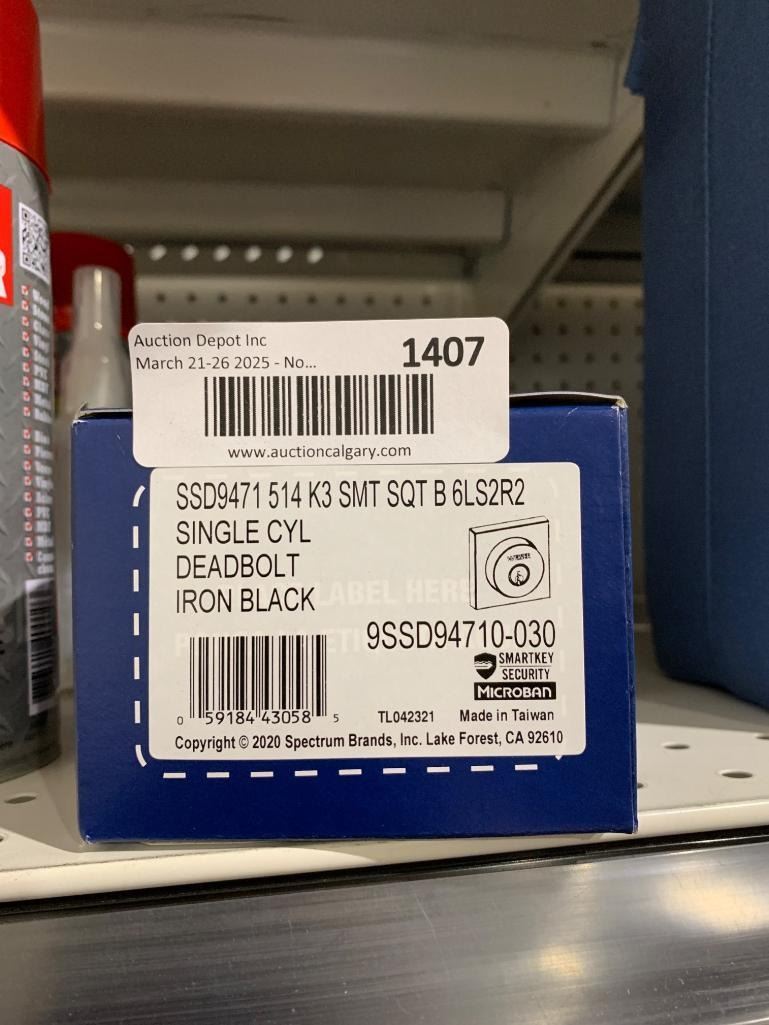 Auction Depot Inc
1407
March 21-26 2025 - No...
www.auctioncalgary.com
SSD9471 514 K3 SMT SQT B 6LS2R2
SINGLE CYL
DEADBOLT
IRON BLACK
LABEL HERE
9SSD94710-030
SMARTKEY
SECURITY
MICROBAN
0 59184 43058 5
TL042321 Made in Taiwan
Copyright © 2020 Spectrum Brands, Inc. Lake Forest, CA 92610